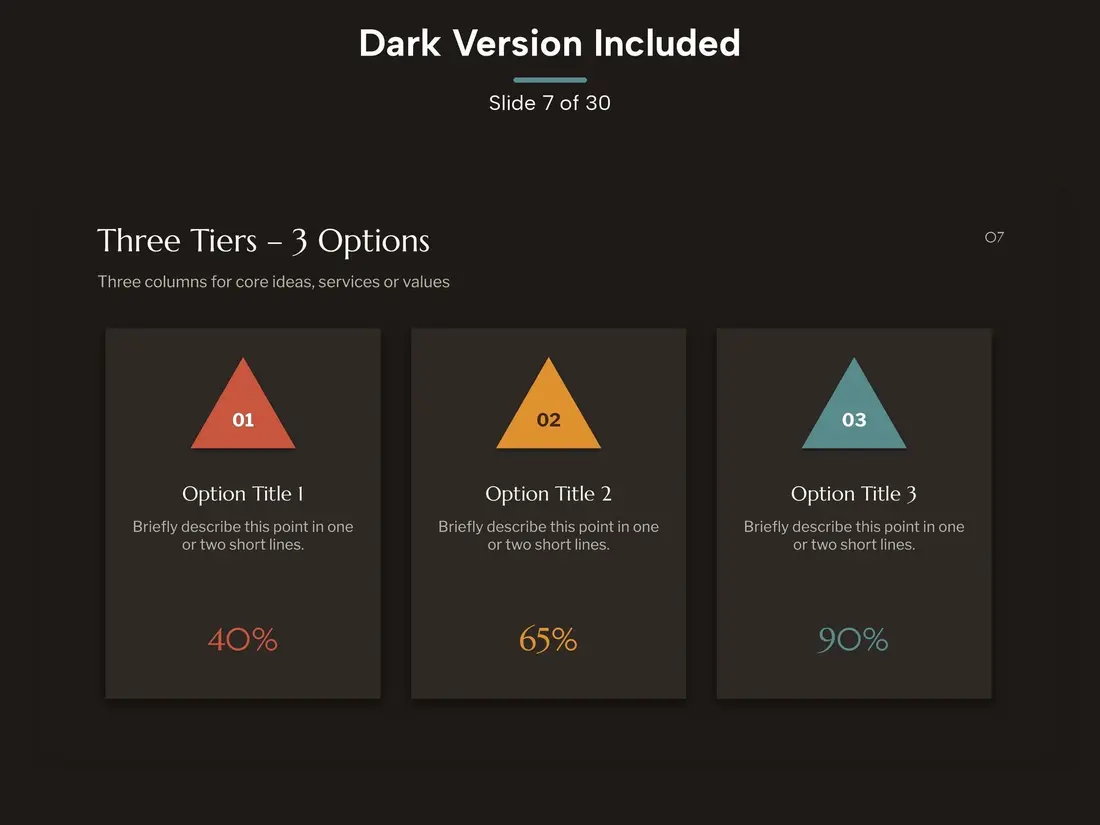 Dark Version Included
Slide 7 of 30
Three Tiers – 3 Options
07
Three columns for core ideas, services or values
01
Option Title 1
Briefly describe this point in one
or two short lines.
40%
02
Option Title 2
Briefly describe this point in one
or two short lines.
65%
03
Option Title 3
Briefly describe this point in one
or two short lines.
90%